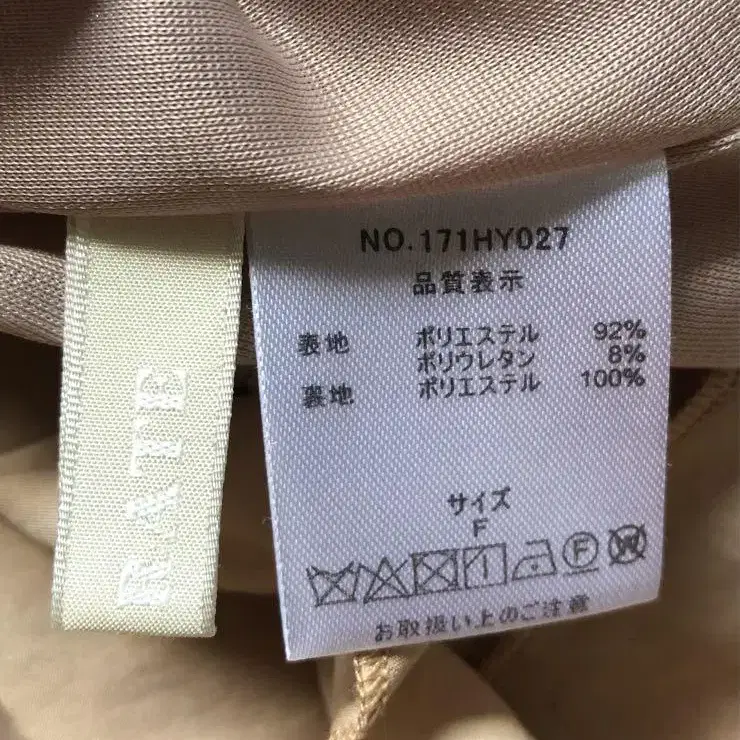 NO.171HY027
品質表示
表地 ポリエステル 92%
ポリウレタン 8%
裏地 ポリエステル 100%
サイズ
F
F W
お取扱い上のご注意